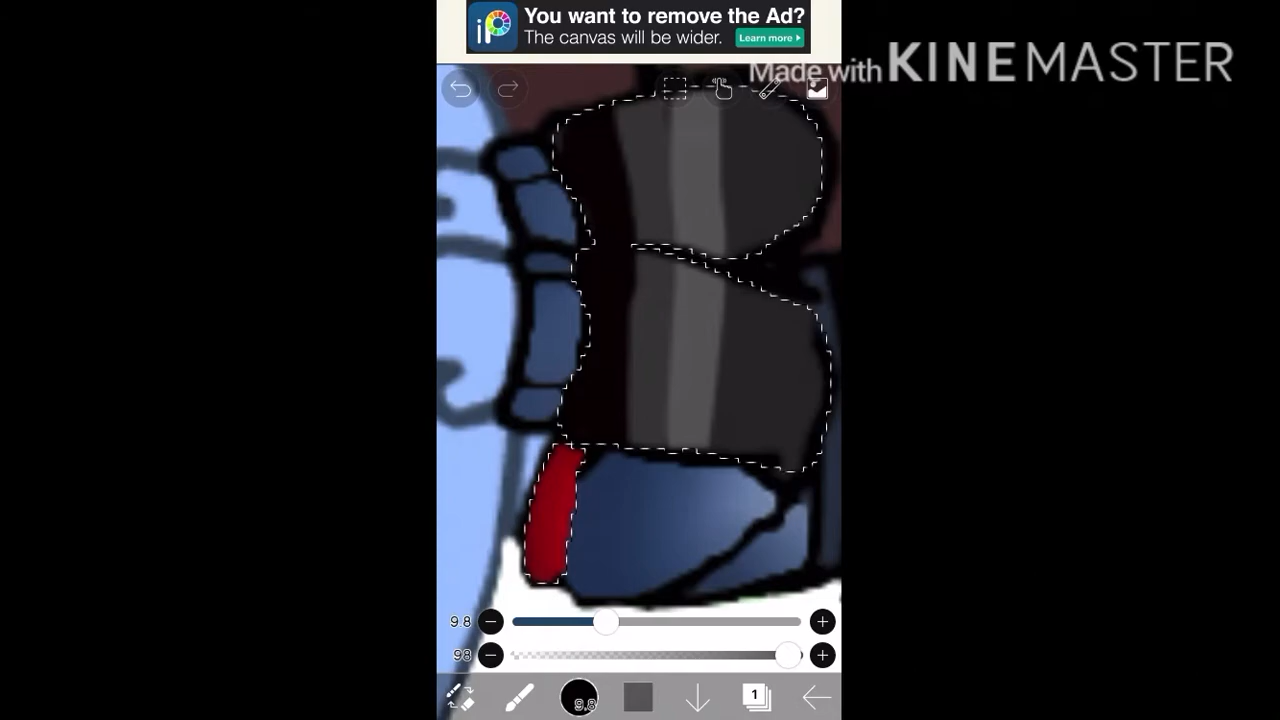 iP
You want to remove the Ad?
The canvas will be wider.
Learn more
Made with KINEMASTER
9.8
98
9.8
1